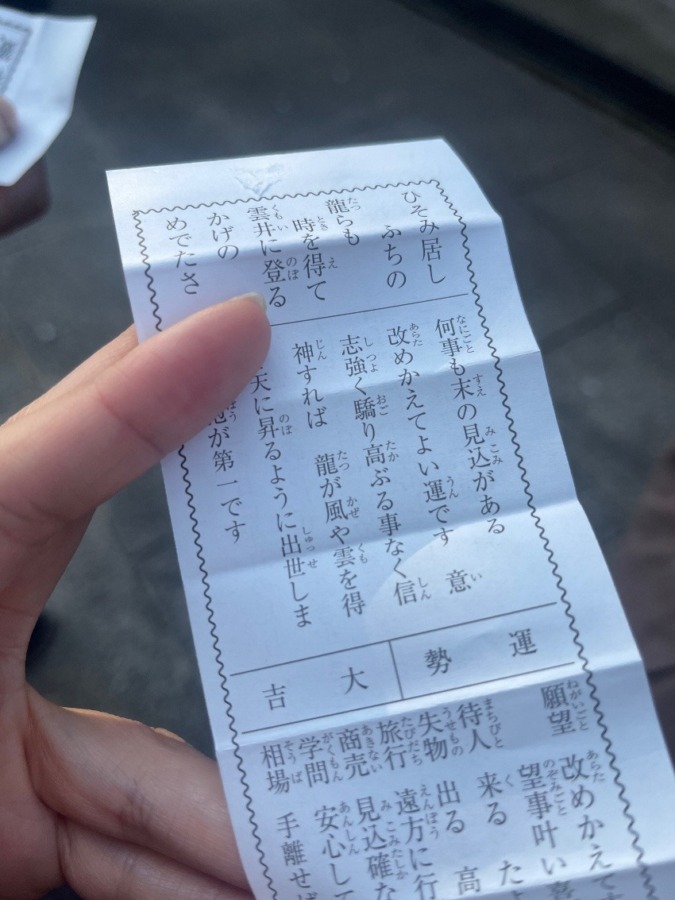 ひそみ居し
ふちの
龍らも
時を得て
雲井に登る
かげの
めでたさ
何事も末の見込がある
改めかえてよい運です 意
志強く驕り高ぶる事なく信
神すれば 龍が風や雲を得
天に昇るように出世しま
が第一です
運勢 大吉
願望 改めかえて
望事叶い
待人 来る た
失物 出る 高
旅行 遠方に行
商売 見込確な
学問 安心して
相場 手離せば